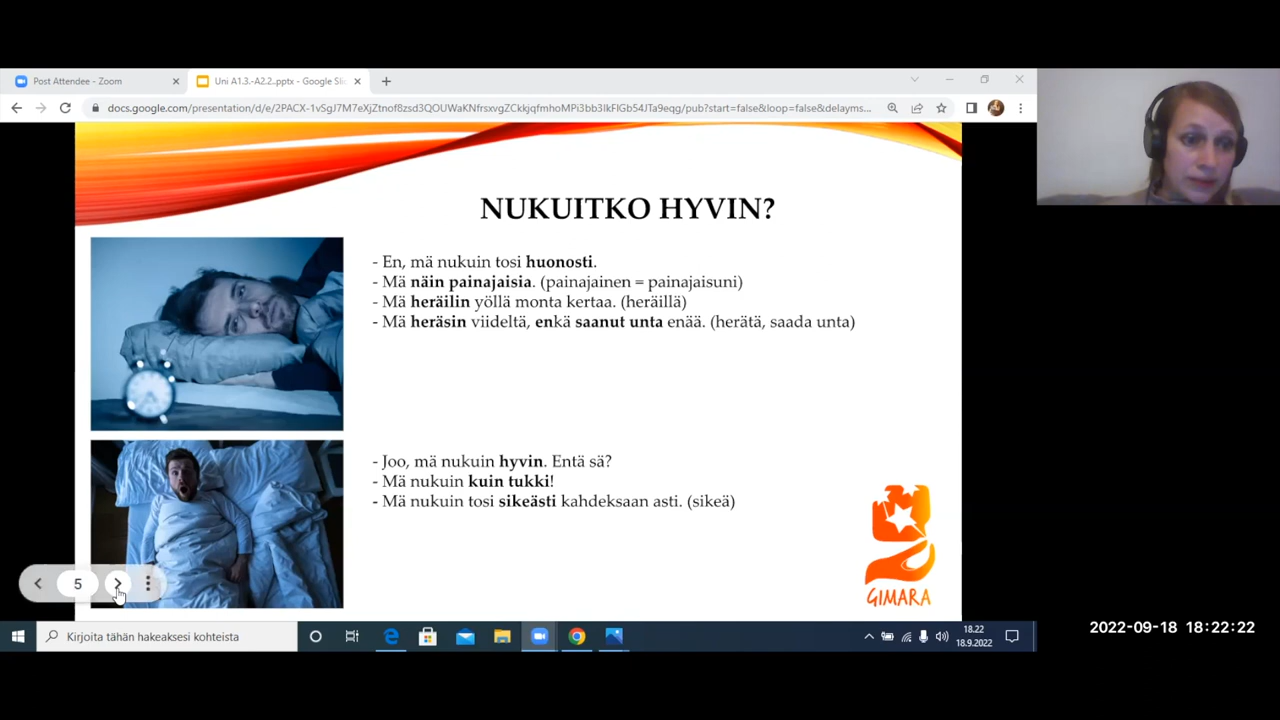 Post Attendee - Zoom
Uni A1.3.-A2.2..pptx - Google Slid
docs.google.com/presentation/d/e/2PACX-1vSgJ7M7eXjZtnof8zsd3QOUWaKNfrsxvgZCkkjqfmhoMPi3bb3IkFIGb54JTa9eqg/pub?start=false&loop=false&delayms...
NUKUITKO HYVIN?
- En, mä nukuin tosi huonosti.
- Mä näin painajaisia. (painajainen = painajaisuni)
- Mä heräilin yöllä monta kertaa. (heräillä)
- Mä heräsin viideltä, enkä saanut unta enää. (herätä, saada unta)
- Joo, mä nukuin hyvin. Entä sä?
- Mä nukuin kuin tukki!
- Mä nukuin tosi sikeästi kahdeksaan asti. (sikeä)
GIMARA
5
Kirjoita tähän hakeaksesi kohteista
18.22
18.9.2022
2022-09-18 18:22:22